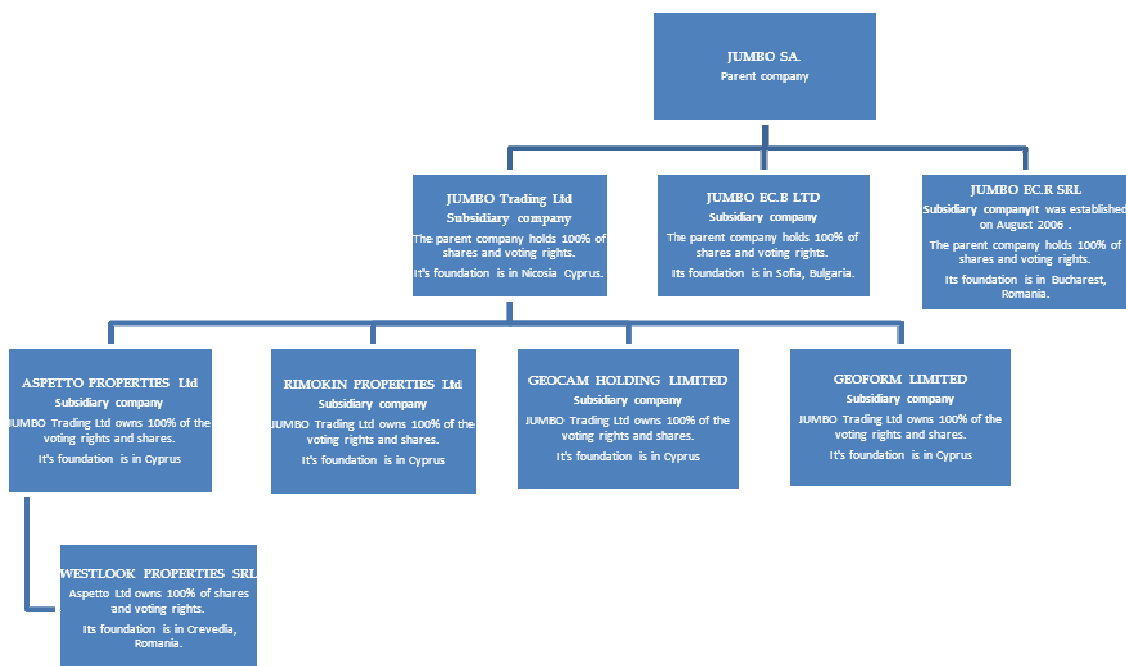 JUMBO SA.
Parent company
JUMBO Trading Ltd
Subsidiary company
The parent company holds 100% of
shares and voting rights.
It's foundation is in Nicosia Cyprus.
JUMBO EC.B LTD
Subsidiary company
The parent company holds 100% of
shares and voting rights.
Its foundation is in Sofia, Bulgaria.
JUMBO EC.R SRL
Subsidiary companyIt was established
on August 2006 .
The parent company holds 100% of
shares and voting rights.
Its foundation is in Bucharest,
Romania.
ASPETTO PROPERTIES Ltd
Subsidiary company
JUMBO Trading Ltd owns 100% of the
voting rights and shares.
It's foundation is in Cyprus
RIMOKIN PROPERTIES Ltd
Subsidiary company
JUMBO Trading Ltd owns 100% of the
voting rights and shares.
It's foundation is in Cyprus
GEOCAM HOLDING LIMITED
Subsidiary company
JUMBO Trading Ltd owns 100% of the
voting rights and shares.
It's foundation is in Cyprus
GEOFORM LIMITED
Subsidiary company
JUMBO Trading Ltd owns 100% of the
voting rights and shares.
It's foundation is in Cyprus
WESTLOOK PROPERTIES SRL
Aspetto Ltd owns 100% of shares
and voting rights.
Its foundation is in Crevedia,
Romania.